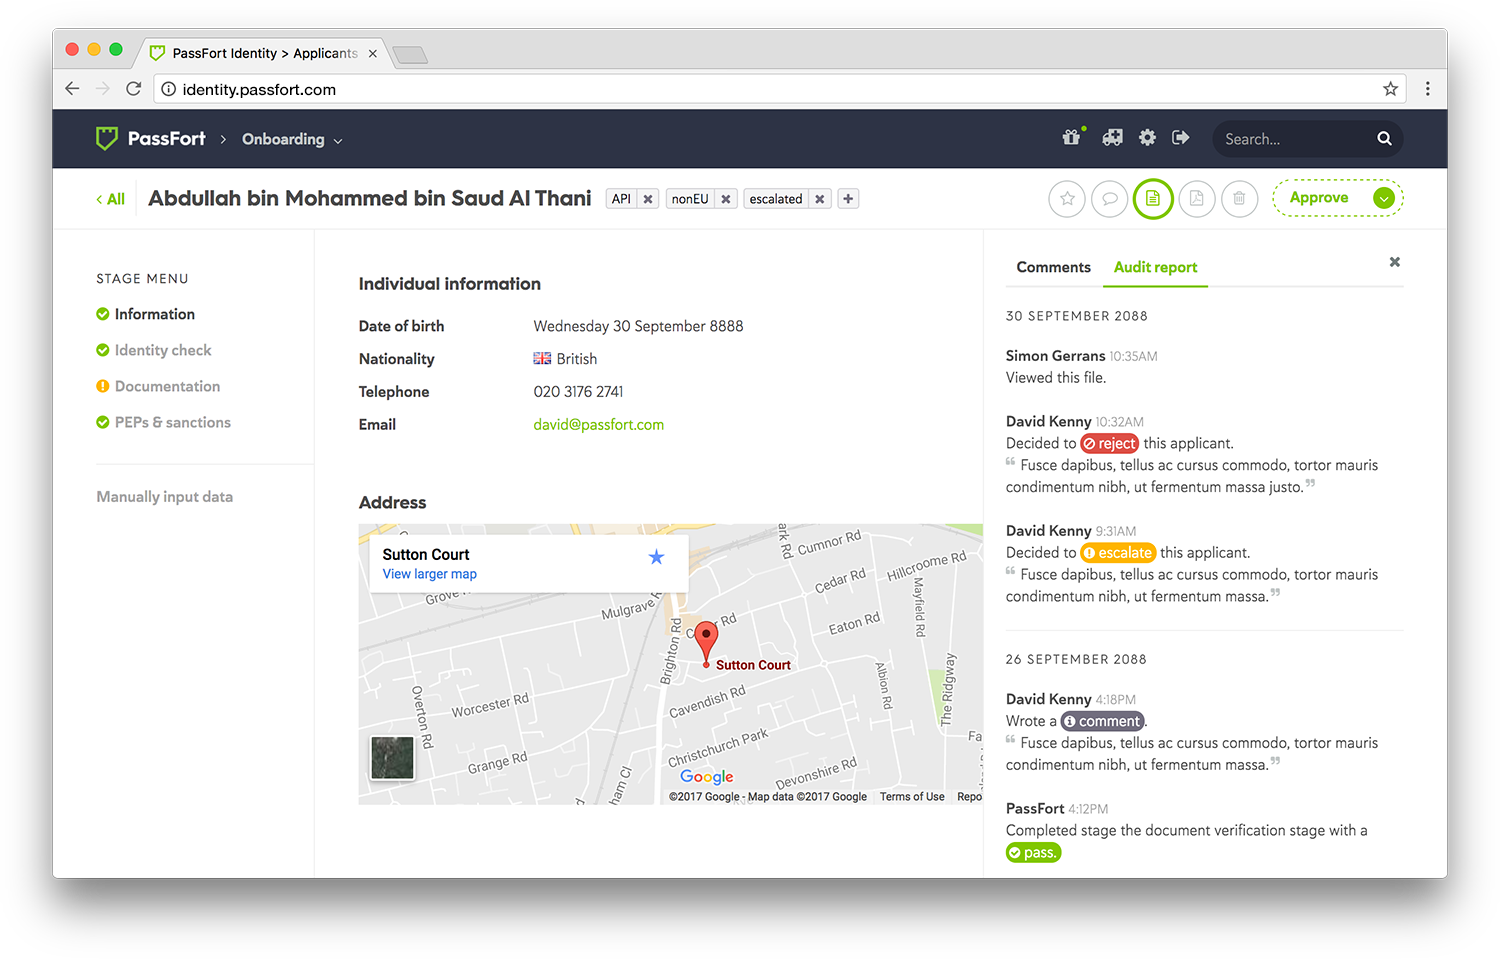 PassFort Identity > Applicants
identity.passfort.com
PassFort > Onboarding
Search...
< All
Abdullah bin Mohammed bin Saud Al Thani
API
nonEU
escalated
Approve
STAGE MENU
Information
Identity check
Documentation
PEPs & sanctions
Manually input data
Individual information
Date of birth Wednesday 30 September 8888
Nationality British
Telephone 020 3176 2741
Email david@passfort.com
Address
Sutton Court
View larger map
Grove
Mulgrave R
ark Rd
Cumnor Rd
Hillcroome Rd
Cedar Rd
Mayfield Rd
Eaton Rd
Rd
Brighton Rd
Sutton Court
Albion Rd
The Ridgway
Cavendish Rd
Overton Rd
Worcester Rd
Grange Rd
Christchurch Park
Devonshire Rd
Fa
ham Cl
Google
©2017 Google - Map data ©2017 Google
Terms of Use
Repo
Comments
Audit report
30 SEPTEMBER 2088
Simon Gerrans 10:35AM
Viewed this file.
David Kenny 10:32AM
Decided to reject this applicant.
“ Fusce dapibus, tellus ac cursus commodo, tortor mauris
condimentum nibh, ut fermentum massa justo. ”
David Kenny 9:31AM
Decided to escalate this applicant.
“ Fusce dapibus, tellus ac cursus commodo, tortor mauris
condimentum nibh, ut fermentum massa. ”
26 SEPTEMBER 2088
David Kenny 4:18PM
Wrote a comment.
“ Fusce dapibus, tellus ac cursus commodo, tortor mauris
condimentum nibh, ut fermentum massa. ”
PassFort 4:12PM
Completed stage the document verification stage with a
pass.